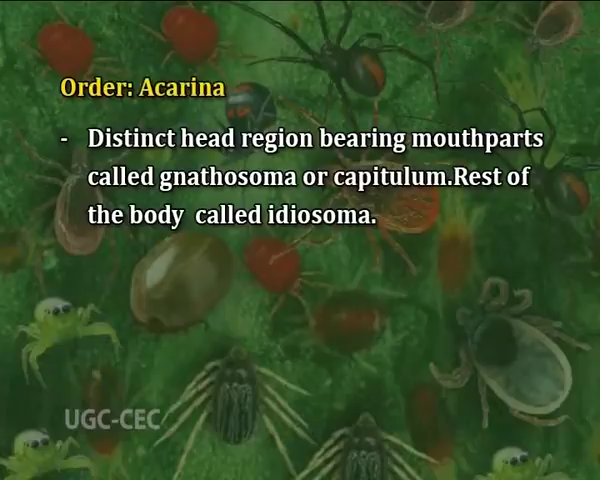 Order: Acarina
- Distinct head region bearing mouthparts
called gnathosoma or capitulum.Rest of
the body called idiosoma.
UGC-CEC